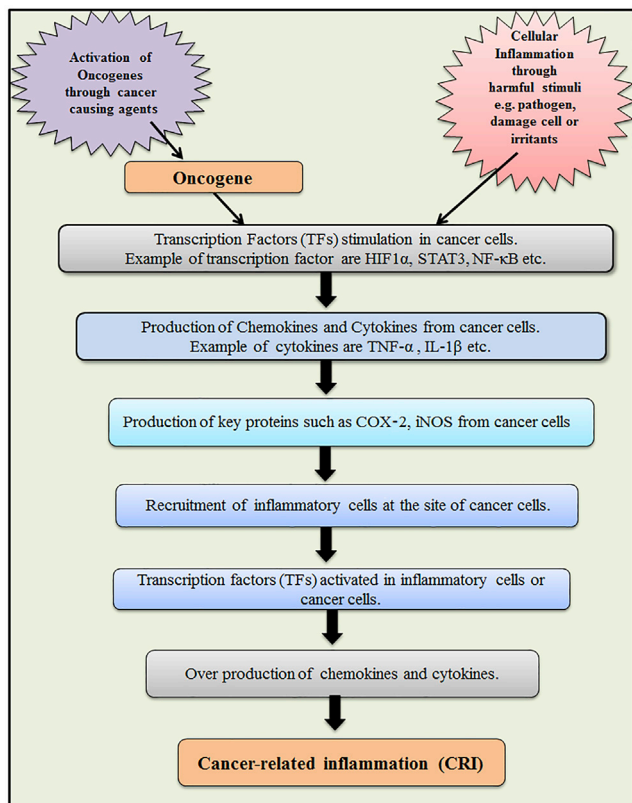 Activation of
Oncogenes
through cancer
causing agents
Cellular
Inflammation
through
harmful stimuli
e.g. pathogen,
damage cell or
irritants
Oncogene
Transcription Factors (TFs) stimulation in cancer cells.
Example of transcription factor are HIF1α, STAT3, NF-κB etc.
Production of Chemokines and Cytokines from cancer cells.
Example of cytokines are TNF-α, IL-1β etc.
Production of key proteins such as COX-2, iNOS from cancer cells
Recruitment of inflammatory cells at the site of cancer cells.
Transcription factors (TFs) activated in inflammatory cells or
cancer cells.
Over production of chemokines and cytokines.
Cancer-related inflammation (CRI)